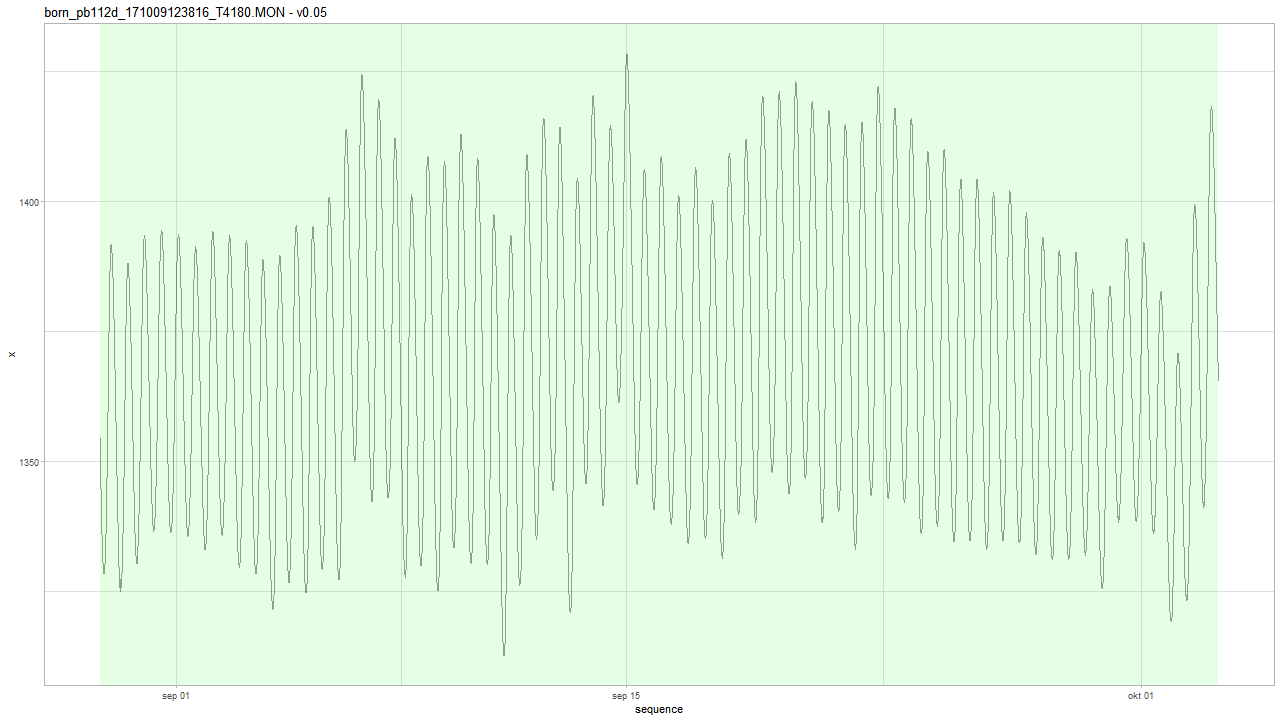 born_pb112d_171009123816_T4180.MON - v0.05
1400
x
1350
sep 01
sep 15
okt 01
sequence